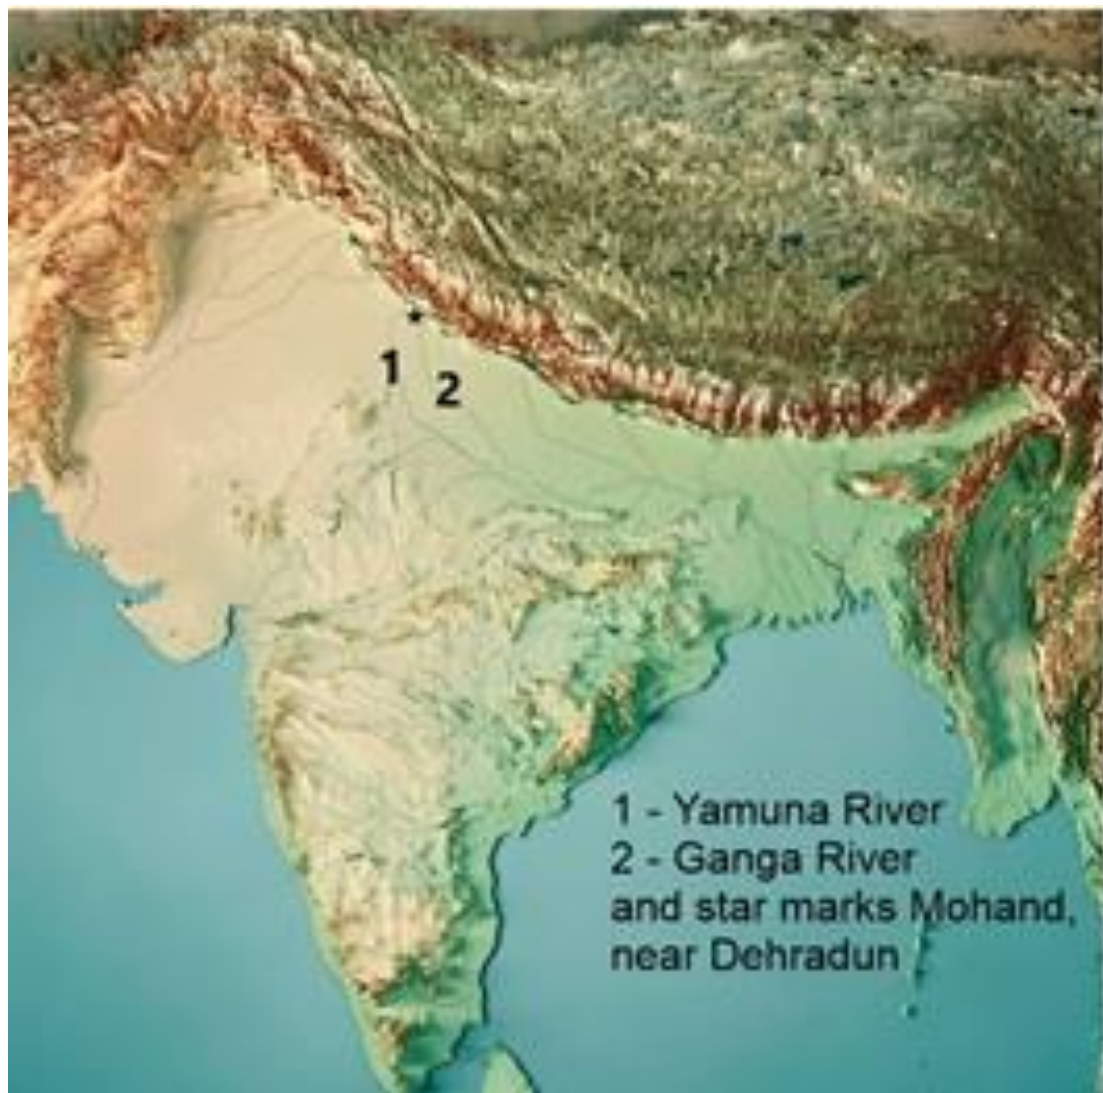 1
2
1 - Yamuna River
2 - Ganga River
and star marks Mohand,
near Dehradun